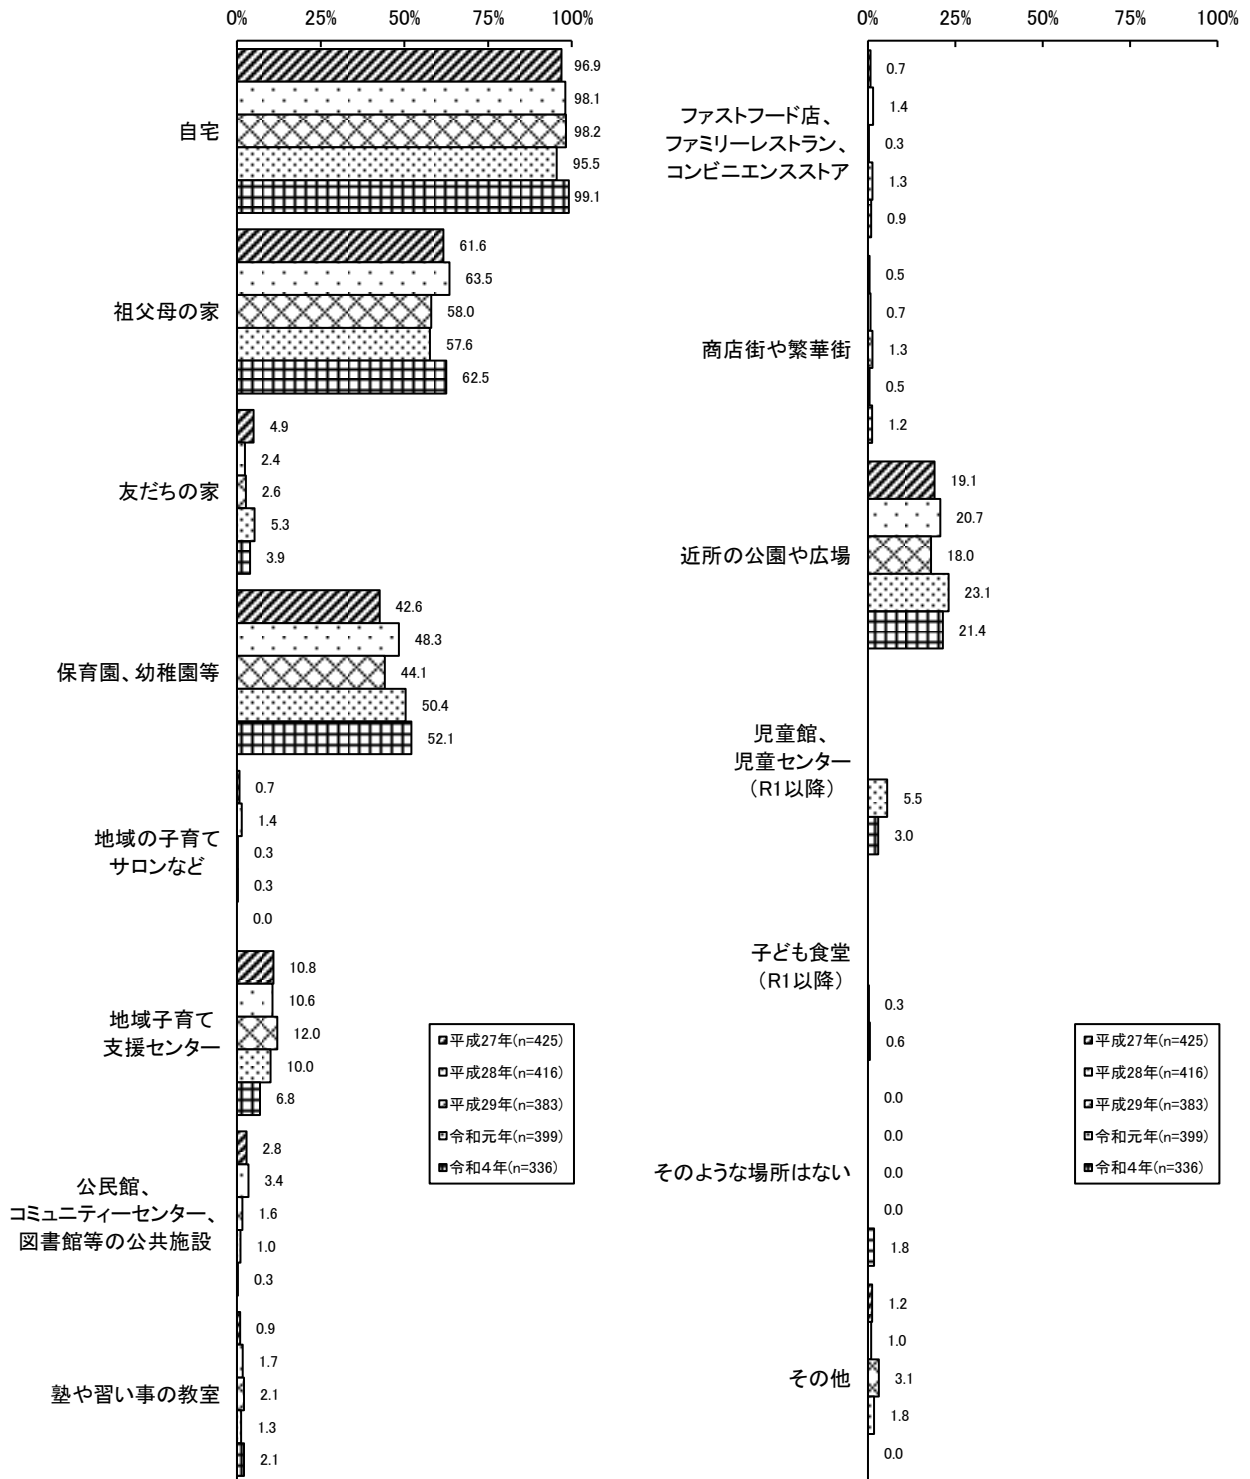 0%
25%
50%
75%
100%
自宅
96.9
98.1
98.2
95.5
99.1
祖父母の家
61.6
63.5
58.0
57.6
62.5
友だちの家
4.9
2.4
2.6
5.3
3.9
保育園、幼稚園等
42.6
48.3
44.1
50.4
52.1
地域の子育て
サロンなど
0.7
1.4
0.3
0.3
0.0
地域子育て
支援センター
10.8
10.6
12.0
10.0
6.8
公民館、
コミュニティーセンター、
図書館等の公共施設
2.8
3.4
1.6
1.0
0.3
塾や習い事の教室
0.9
1.7
2.1
1.3
2.1
平成27年(n=425)
平成28年(n=416)
平成29年(n=383)
令和元年(n=399)
令和4年(n=336)
0%
25%
50%
75%
100%
ファストフード店、
ファミリーレストラン、
コンビニエンスストア
0.7
1.4
0.3
1.3
0.9
商店街や繁華街
0.5
0.7
1.3
0.5
1.2
近所の公園や広場
19.1
20.7
18.0
23.1
21.4
児童館、
児童センター
（R1以降）
5.5
3.0
子ども食堂
（R1以降）
0.3
0.6
そのような場所はない
0.0
0.0
0.0
0.0
1.8
その他
1.2
1.0
3.1
1.8
0.0
平成27年(n=425)
平成28年(n=416)
平成29年(n=383)
令和元年(n=399)
令和4年(n=336)